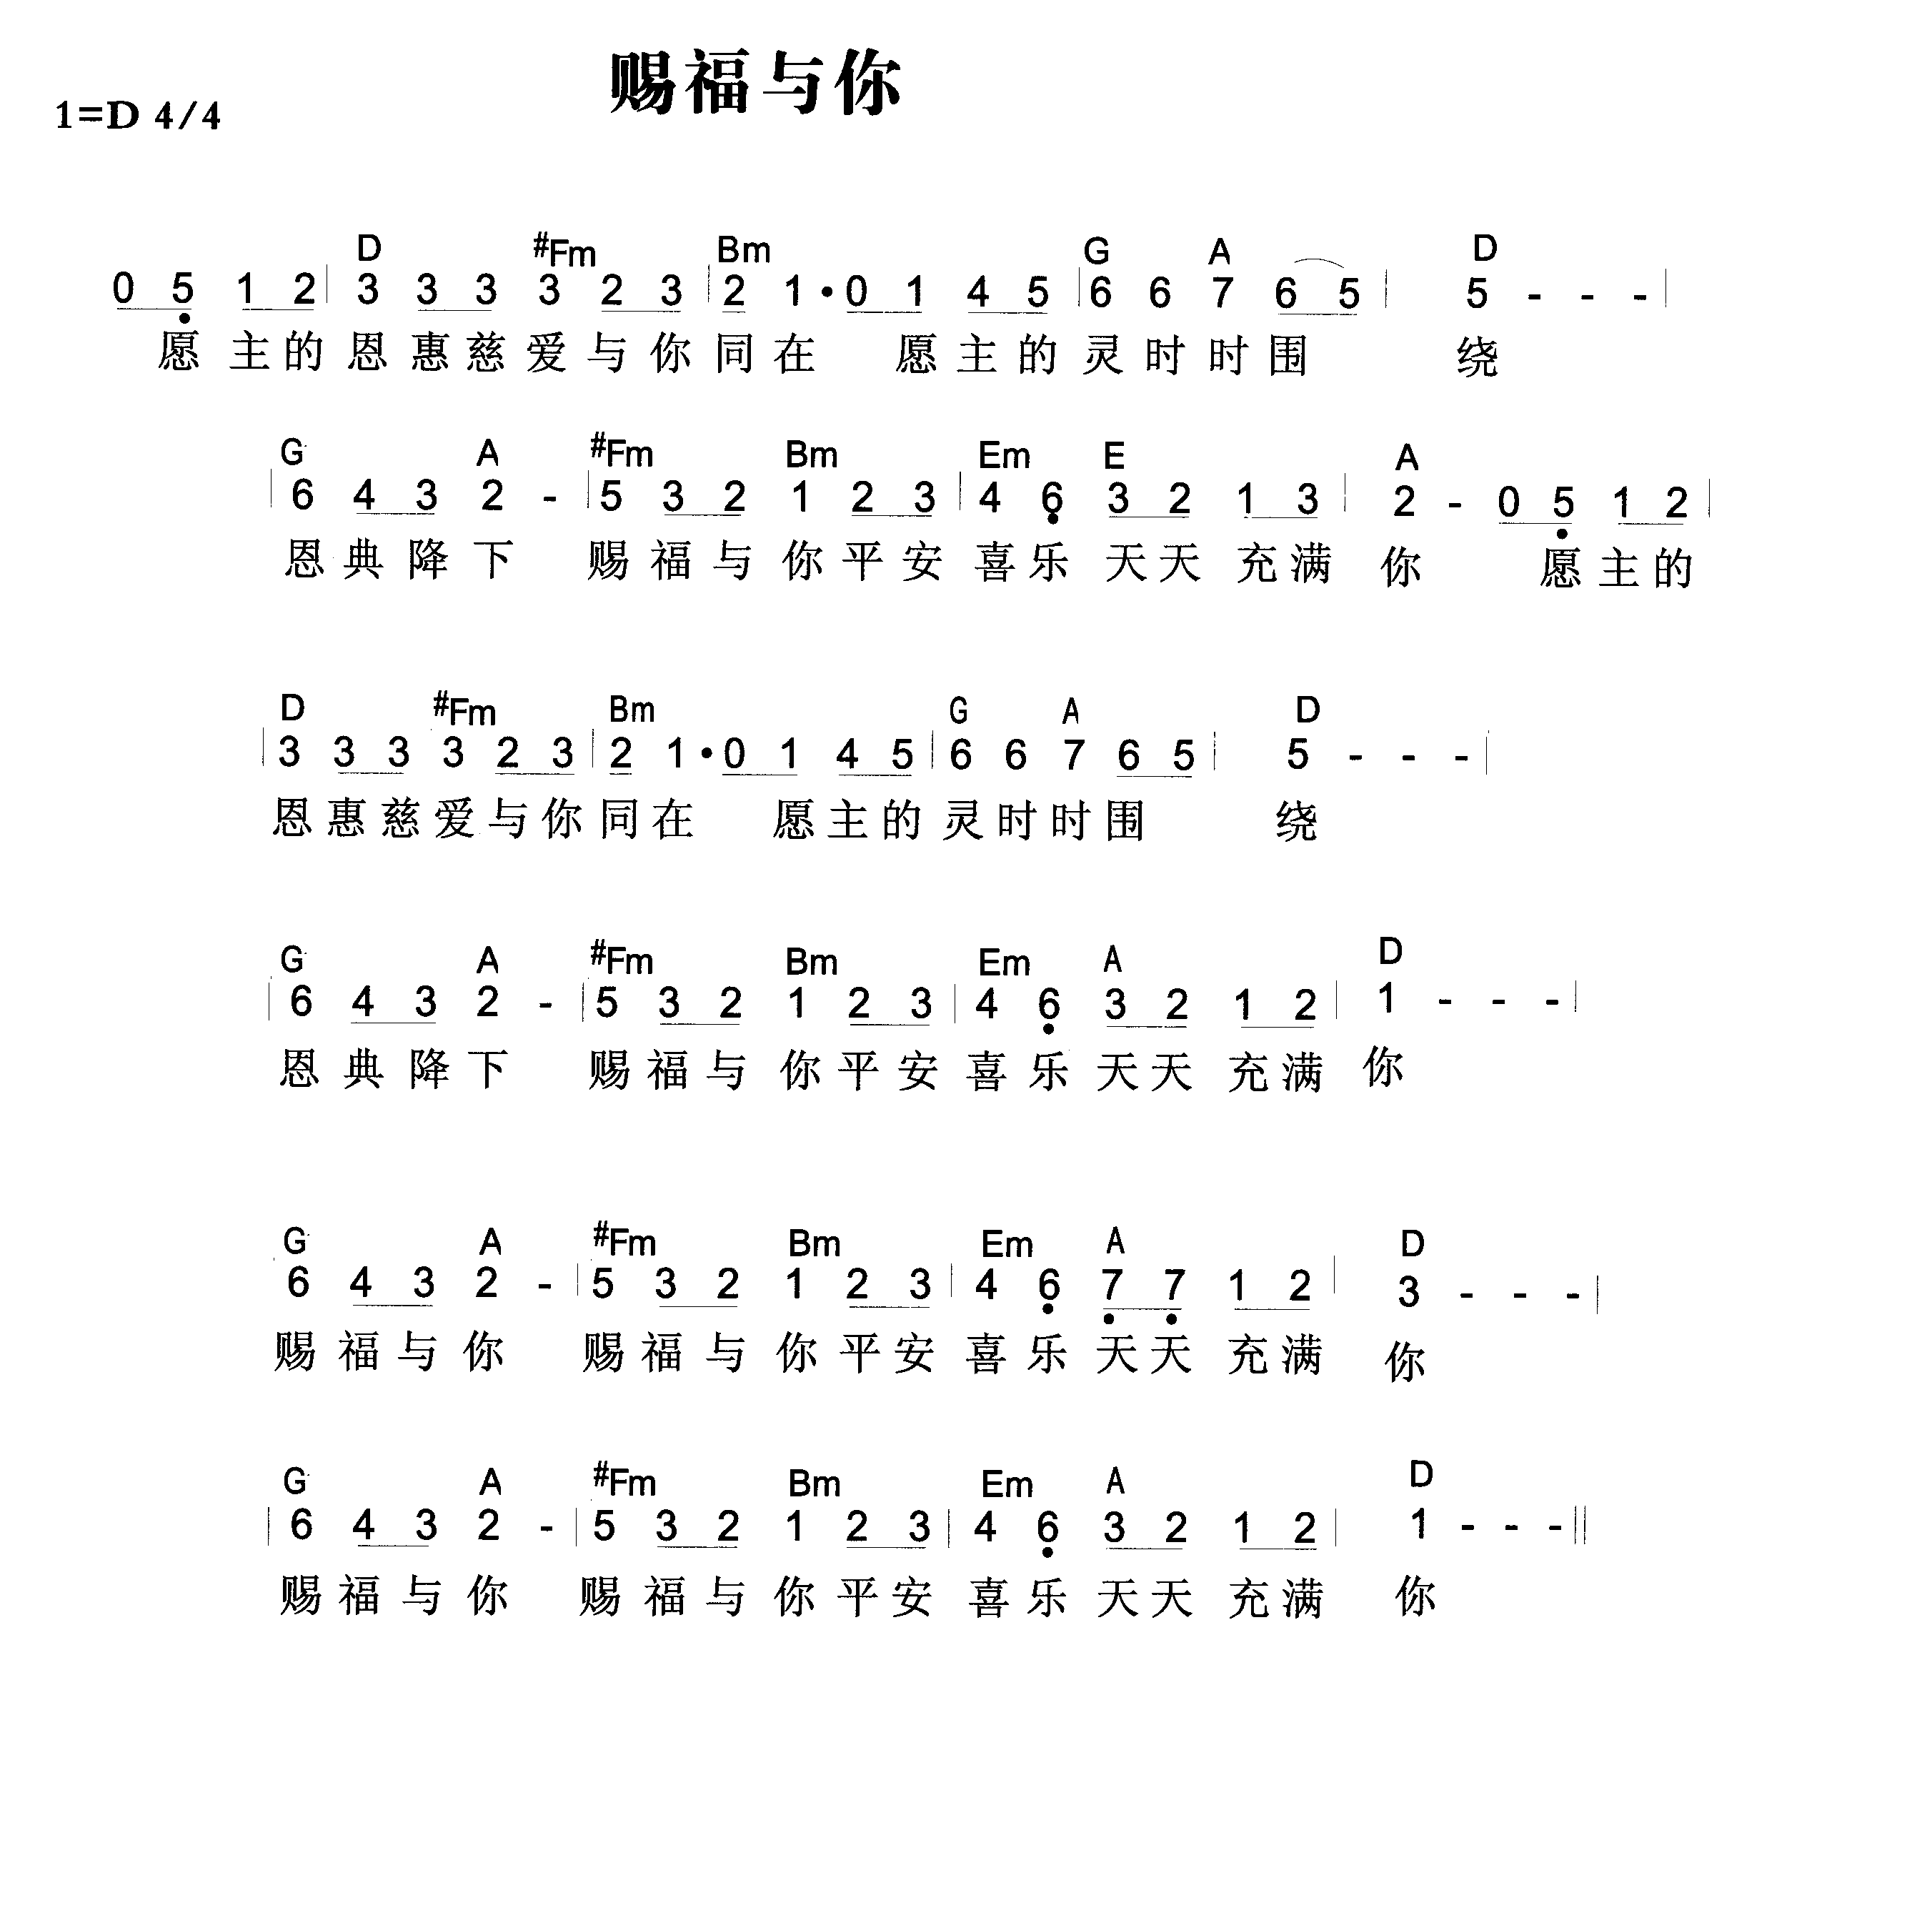 赐福与你
1=D 4/4
D #Fm Bm G A D
0 5 1 2 | 3 3 3 3 2 3 | 2 1 · 0 1 4 5 | 6 6 7 6 5 | 5 - - - |
愿 主 的 恩 惠 慈 爱 与 你 同 在 愿 主 的 灵 时 时 围 绕
G A #Fm Bm Em E A
| 6 4 3 2 - | 5 3 2 1 2 3 | 4 6 3 2 1 3 | 2 - 0 5 1 2 |
恩 典 降 下 赐 福 与 你 平 安 喜 乐 天 天 充 满 你 愿 主 的
D #Fm Bm G A D
| 3 3 3 3 2 3 | 2 1 · 0 1 4 5 | 6 6 7 6 5 | 5 - - - |
恩 惠 慈 爱 与 你 同 在 愿 主 的 灵 时 时 围 绕
G A #Fm Bm Em A D
| 6 4 3 2 - | 5 3 2 1 2 3 | 4 6 3 2 1 2 | 1 - - - |
恩 典 降 下 赐 福 与 你 平 安 喜 乐 天 天 充 满 你
G A #Fm Bm Em A D
6 4 3 2 - | 5 3 2 1 2 3 | 4 6 7 7 1 2 | 3 - - - |
赐 福 与 你 赐 福 与 你 平 安 喜 乐 天 天 充 满 你
G A #Fm Bm Em A D
| 6 4 3 2 - | 5 3 2 1 2 3 | 4 6 3 2 1 2 | 1 - - - ||
赐 福 与 你 赐 福 与 你 平 安 喜 乐 天 天 充 满 你